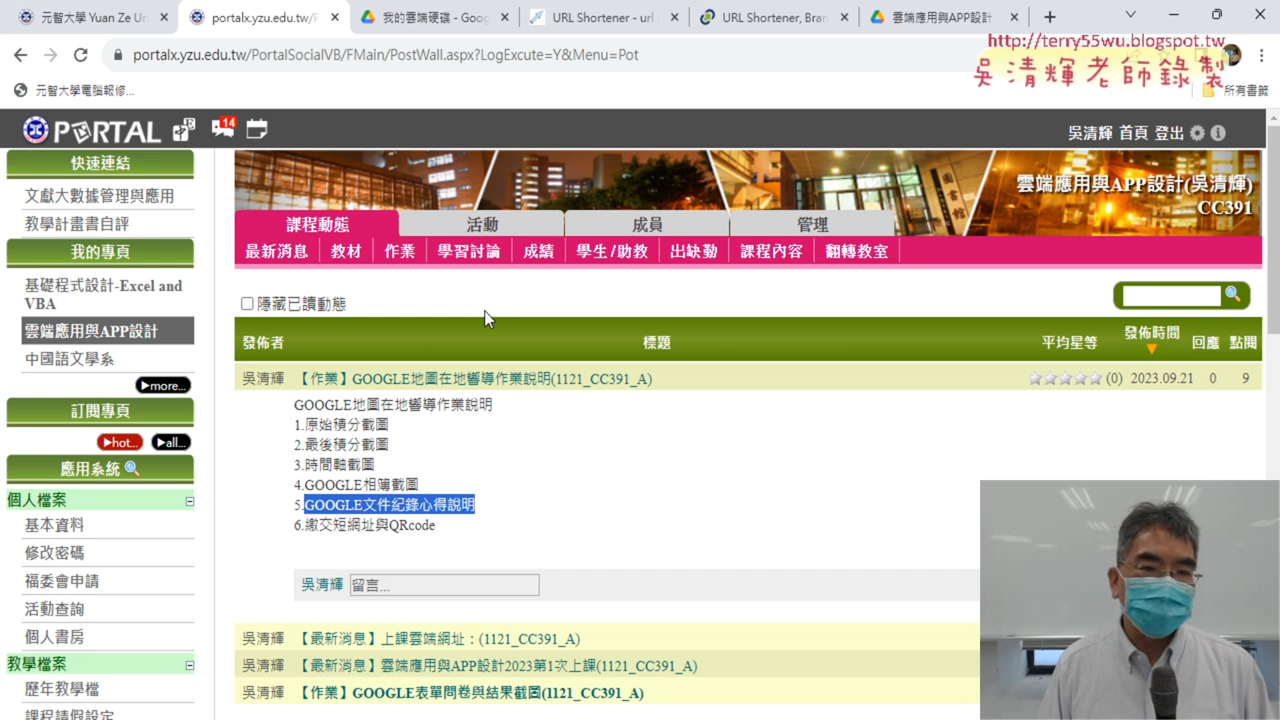 元智大學 Yuan Ze Un
portalx.yzu.edu.tw/P
我的雲端硬碟 - Goog
URL Shortener - url
URL Shortener, Bran
雲端應用與APP設計
portalx.yzu.edu.tw/PortalSocialVB/FMain/PostWall.aspx?LogExcute=Y&Menu=Pot
http://terry55wu.blogspot.tw
吳清輝老師錄製
元智大學電腦報修...
所有書籤
PORTAL
14
吳清輝 首頁 登出
快速連結
文獻大數據管理與應用
教學計畫書自評
我的專頁
基礎程式設計-Excel and
VBA
雲端應用與APP設計
中國語文學系
▶more...
訂閱專頁
▶hot...
▶all...
應用系統
個人檔案
基本資料
修改密碼
福委會申請
活動查詢
個人書房
教學檔案
歷年教學檔
課程請假設定
圖書館
雲端應用與APP設計(吳清輝)
CC391
課程動態
活動
成員
管理
最新消息
教材
作業
學習討論
成績
學生/助教
出缺勤
課程內容
翻轉教室
隱藏已讀動態
發佈者
標題
平均星等
發佈時間
▼
回應
點閱
吳清輝 【作業】GOOGLE地圖在地嚮導作業說明(1121_CC391_A)
(0) 2023.09.21 0 9
GOOGLE地圖在地嚮導作業說明
1.原始積分截圖
2.最後積分截圖
3.時間軸截圖
4.GOOGLE相簿截圖
5.GOOGLE文件紀錄心得說明
6.繳交短網址與QRcode
吳清輝 留言...
吳清輝 【最新消息】上課雲端網址：(1121_CC391_A)
吳清輝 【最新消息】雲端應用與APP設計2023第1次上課(1121_CC391_A)
吳清輝 【作業】GOOGLE表單問卷與結果截圖(1121_CC391_A)